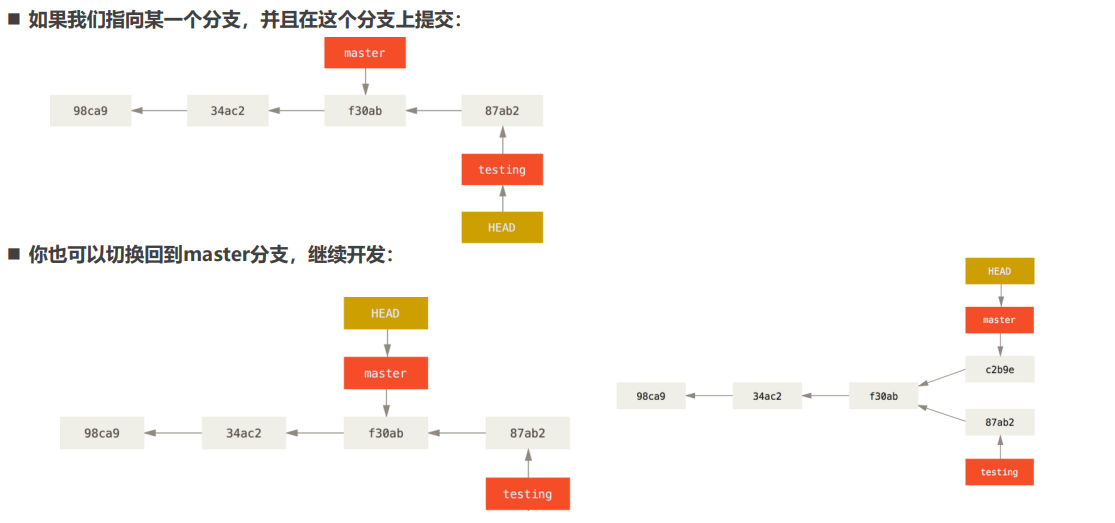 ■ 如果我们指向某一个分支，并且在这个分支上提交：
master
98ca9 34ac2 f30ab 87ab2
testing
HEAD
■ 你也可以切换回到master分支，继续开发：
HEAD
master
98ca9 34ac2 f30ab 87ab2
testing
HEAD
master
c2b9e
98ca9 34ac2 f30ab
87ab2
testing